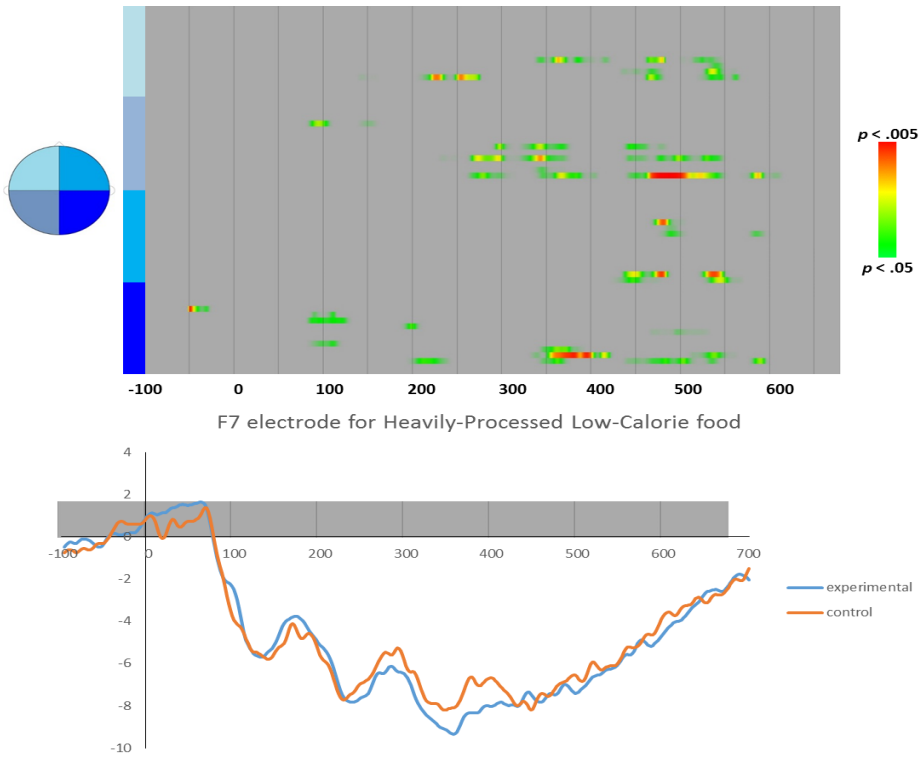 p < .005
p < .05
-100 0 100 200 300 400 500 600
F7 electrode for Heavily-Processed Low-Calorie food
4
2
0
-100 0 100 200 300 400 500 600 700
-2
-4
-6
-8
-10
experimental
control